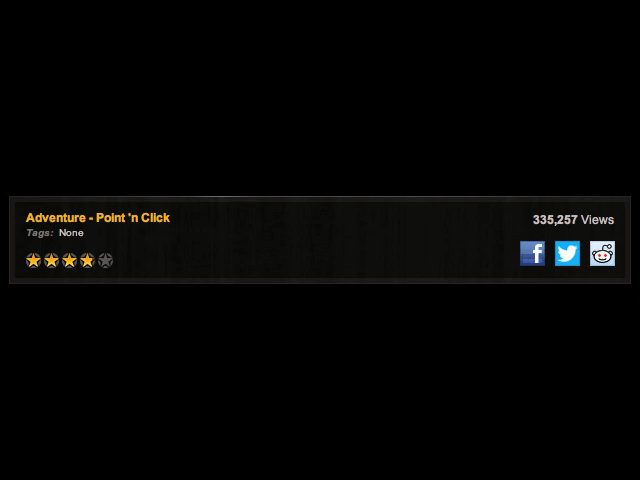 Adventure - Point 'n Click
335,257 Views
Tags: None
f